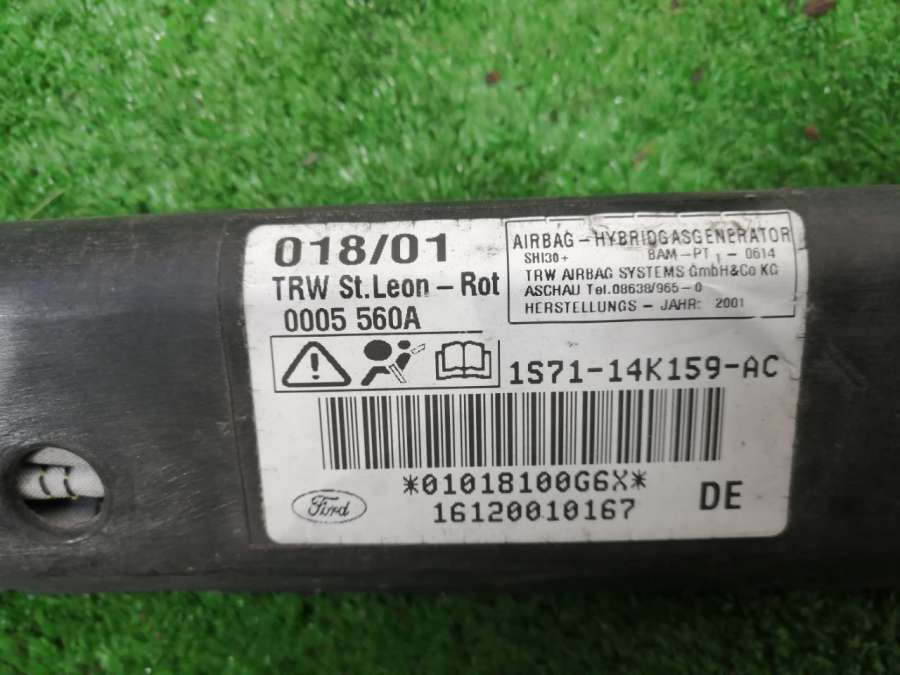 018/01
TRW St.Leon-Rot
0005 560A
AIRBAG-HYBRIDGASGENERATOR
SHI30+ BAM-PT1-0614
TRW AIRBAG SYSTEMS GmbH&Co KG
ASCHAU Tel.08638/965-0
HERSTELLUNGS-JAHR: 2001
1S71-14K159-AC
*01018100G6X*
Ford
16120010167
DE